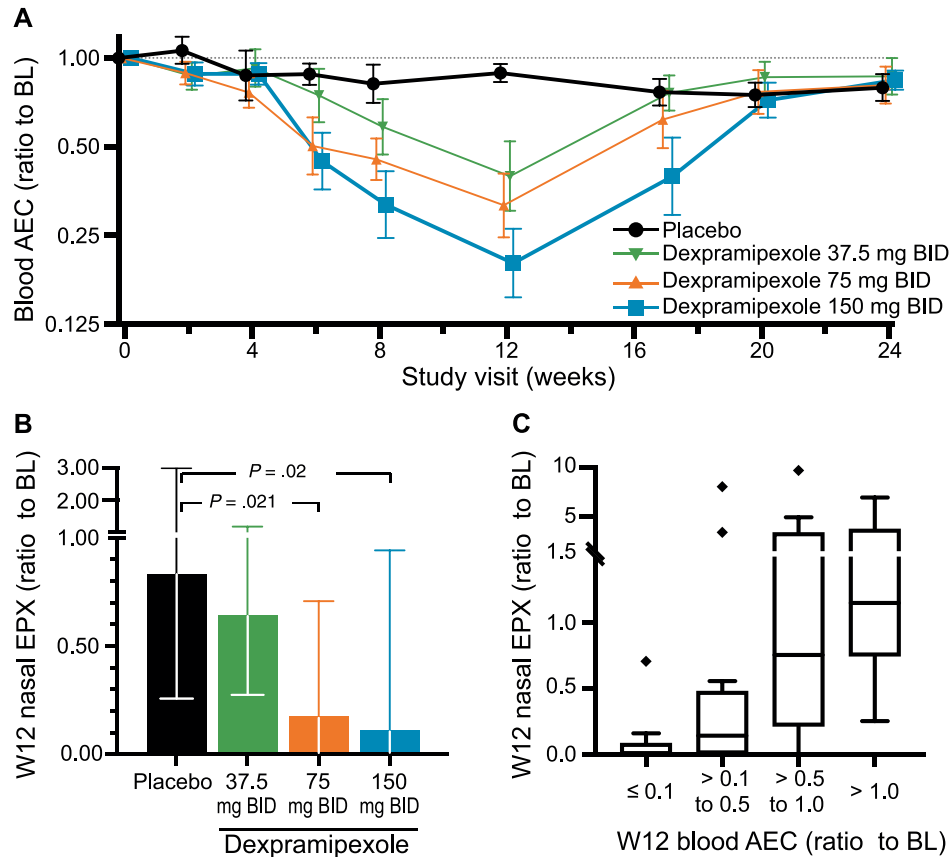 A
Blood AEC (ratio to BL)
1.00
0.50
0.25
0.125
Placebo
Dexpramipexole 37.5 mg BID
Dexpramipexole 75 mg BID
Dexpramipexole 150 mg BID
0 4 8 12 16 20 24
Study visit (weeks)
B
W12 nasal EPX (ratio to BL)
3.00
2.00
1.00
0.50
0.00
P = .02
P = .021
Placebo 37.5 75 150
mg BID mg BID mg BID
Dexpramipexole
C
W12 nasal EPX (ratio to BL)
10
5
1.5
1.0
0.5
0.0
≤ 0.1 > 0.1 > 0.5 > 1.0
to 0.5 to 1.0
W12 blood AEC (ratio to BL)